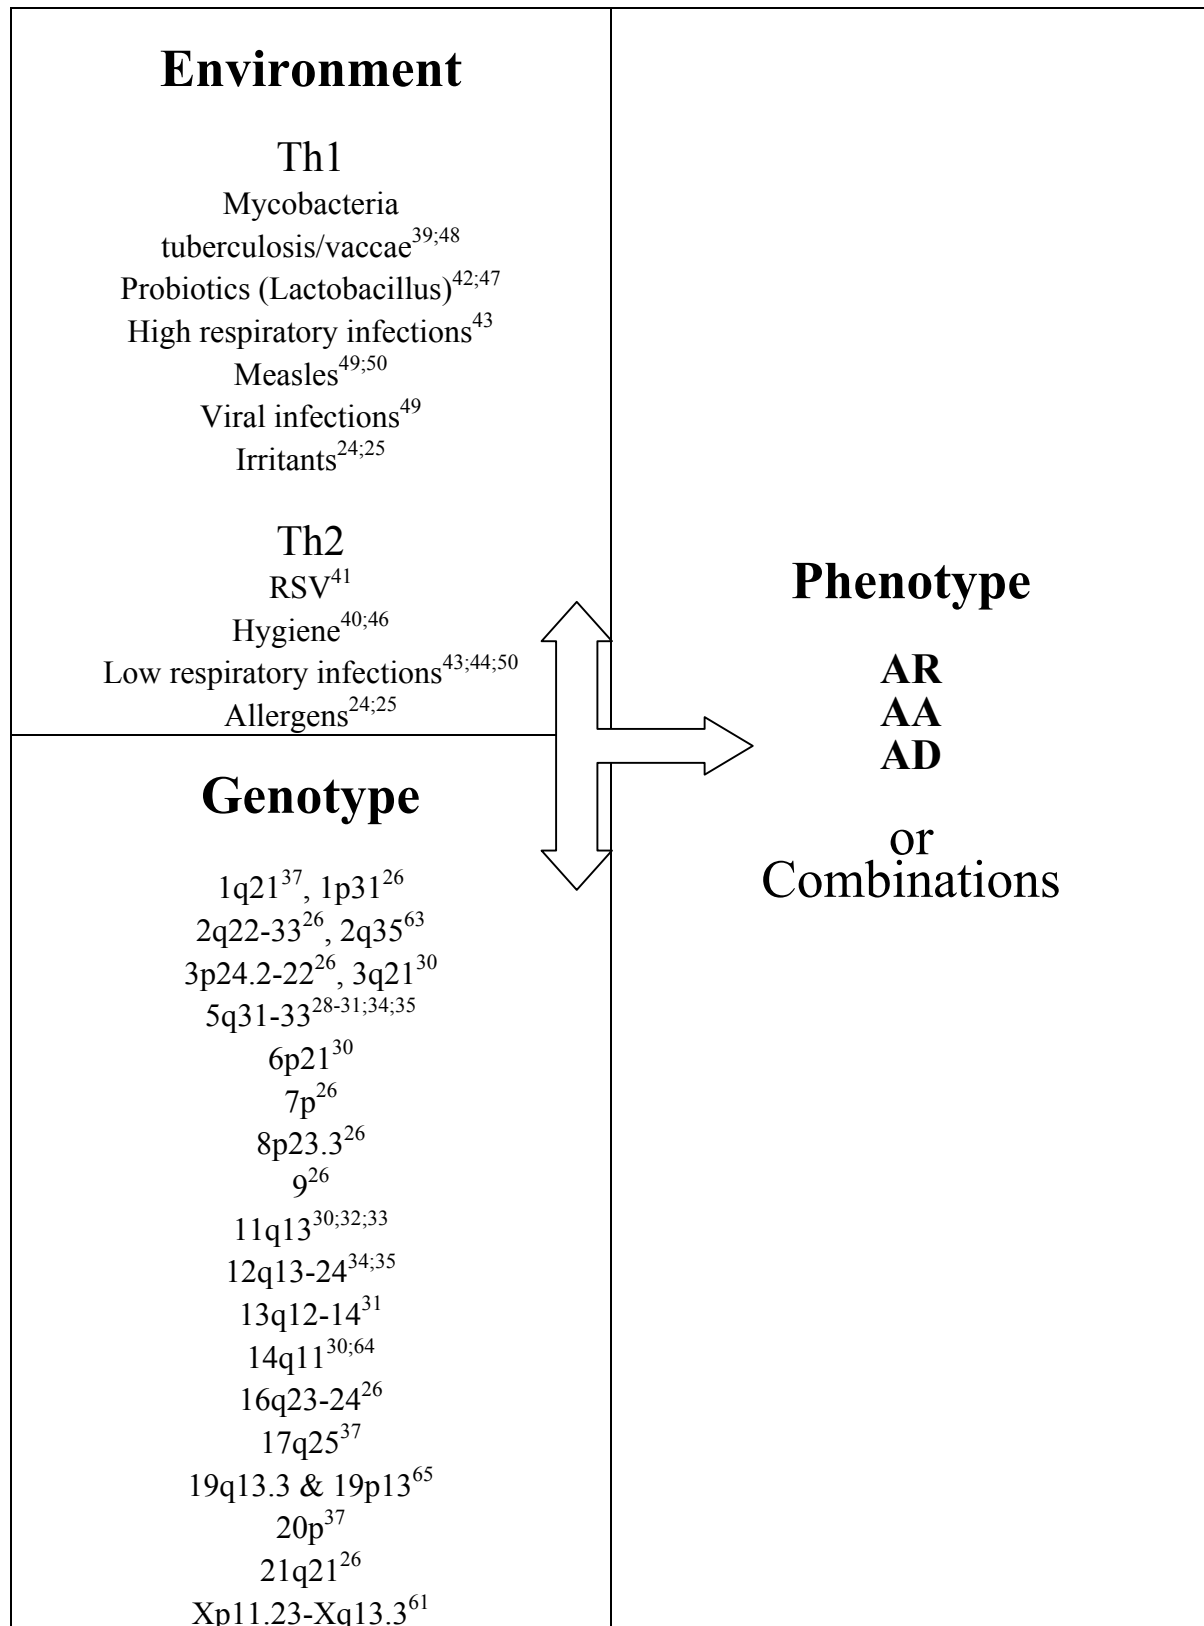 Environment
Th1
Mycobacteria
tuberculosis/vaccae39;48
Probiotics (Lactobacillus)42;47
High respiratory infections43
Measles49;50
Viral infections49
Irritants24;25
Th2
RSV41
Hygiene40;46
Low respiratory infections43;44;50
Allergens24;25
Genotype
1q2137, 1p3126
2q22-3326, 2q3563
3p24.2-2226, 3q2130
5q31-3328-31;34;35
6p2130
7p26
8p23.326
926
11q1330;32;33
12q13-2434;35
13q12-1431
14q1130;64
16q23-2426
17q2537
19q13.3 & 19p1365
20p37
21q2126
Xp11.23-Xq13.361
Phenotype
AR
AA
AD
or
Combinations